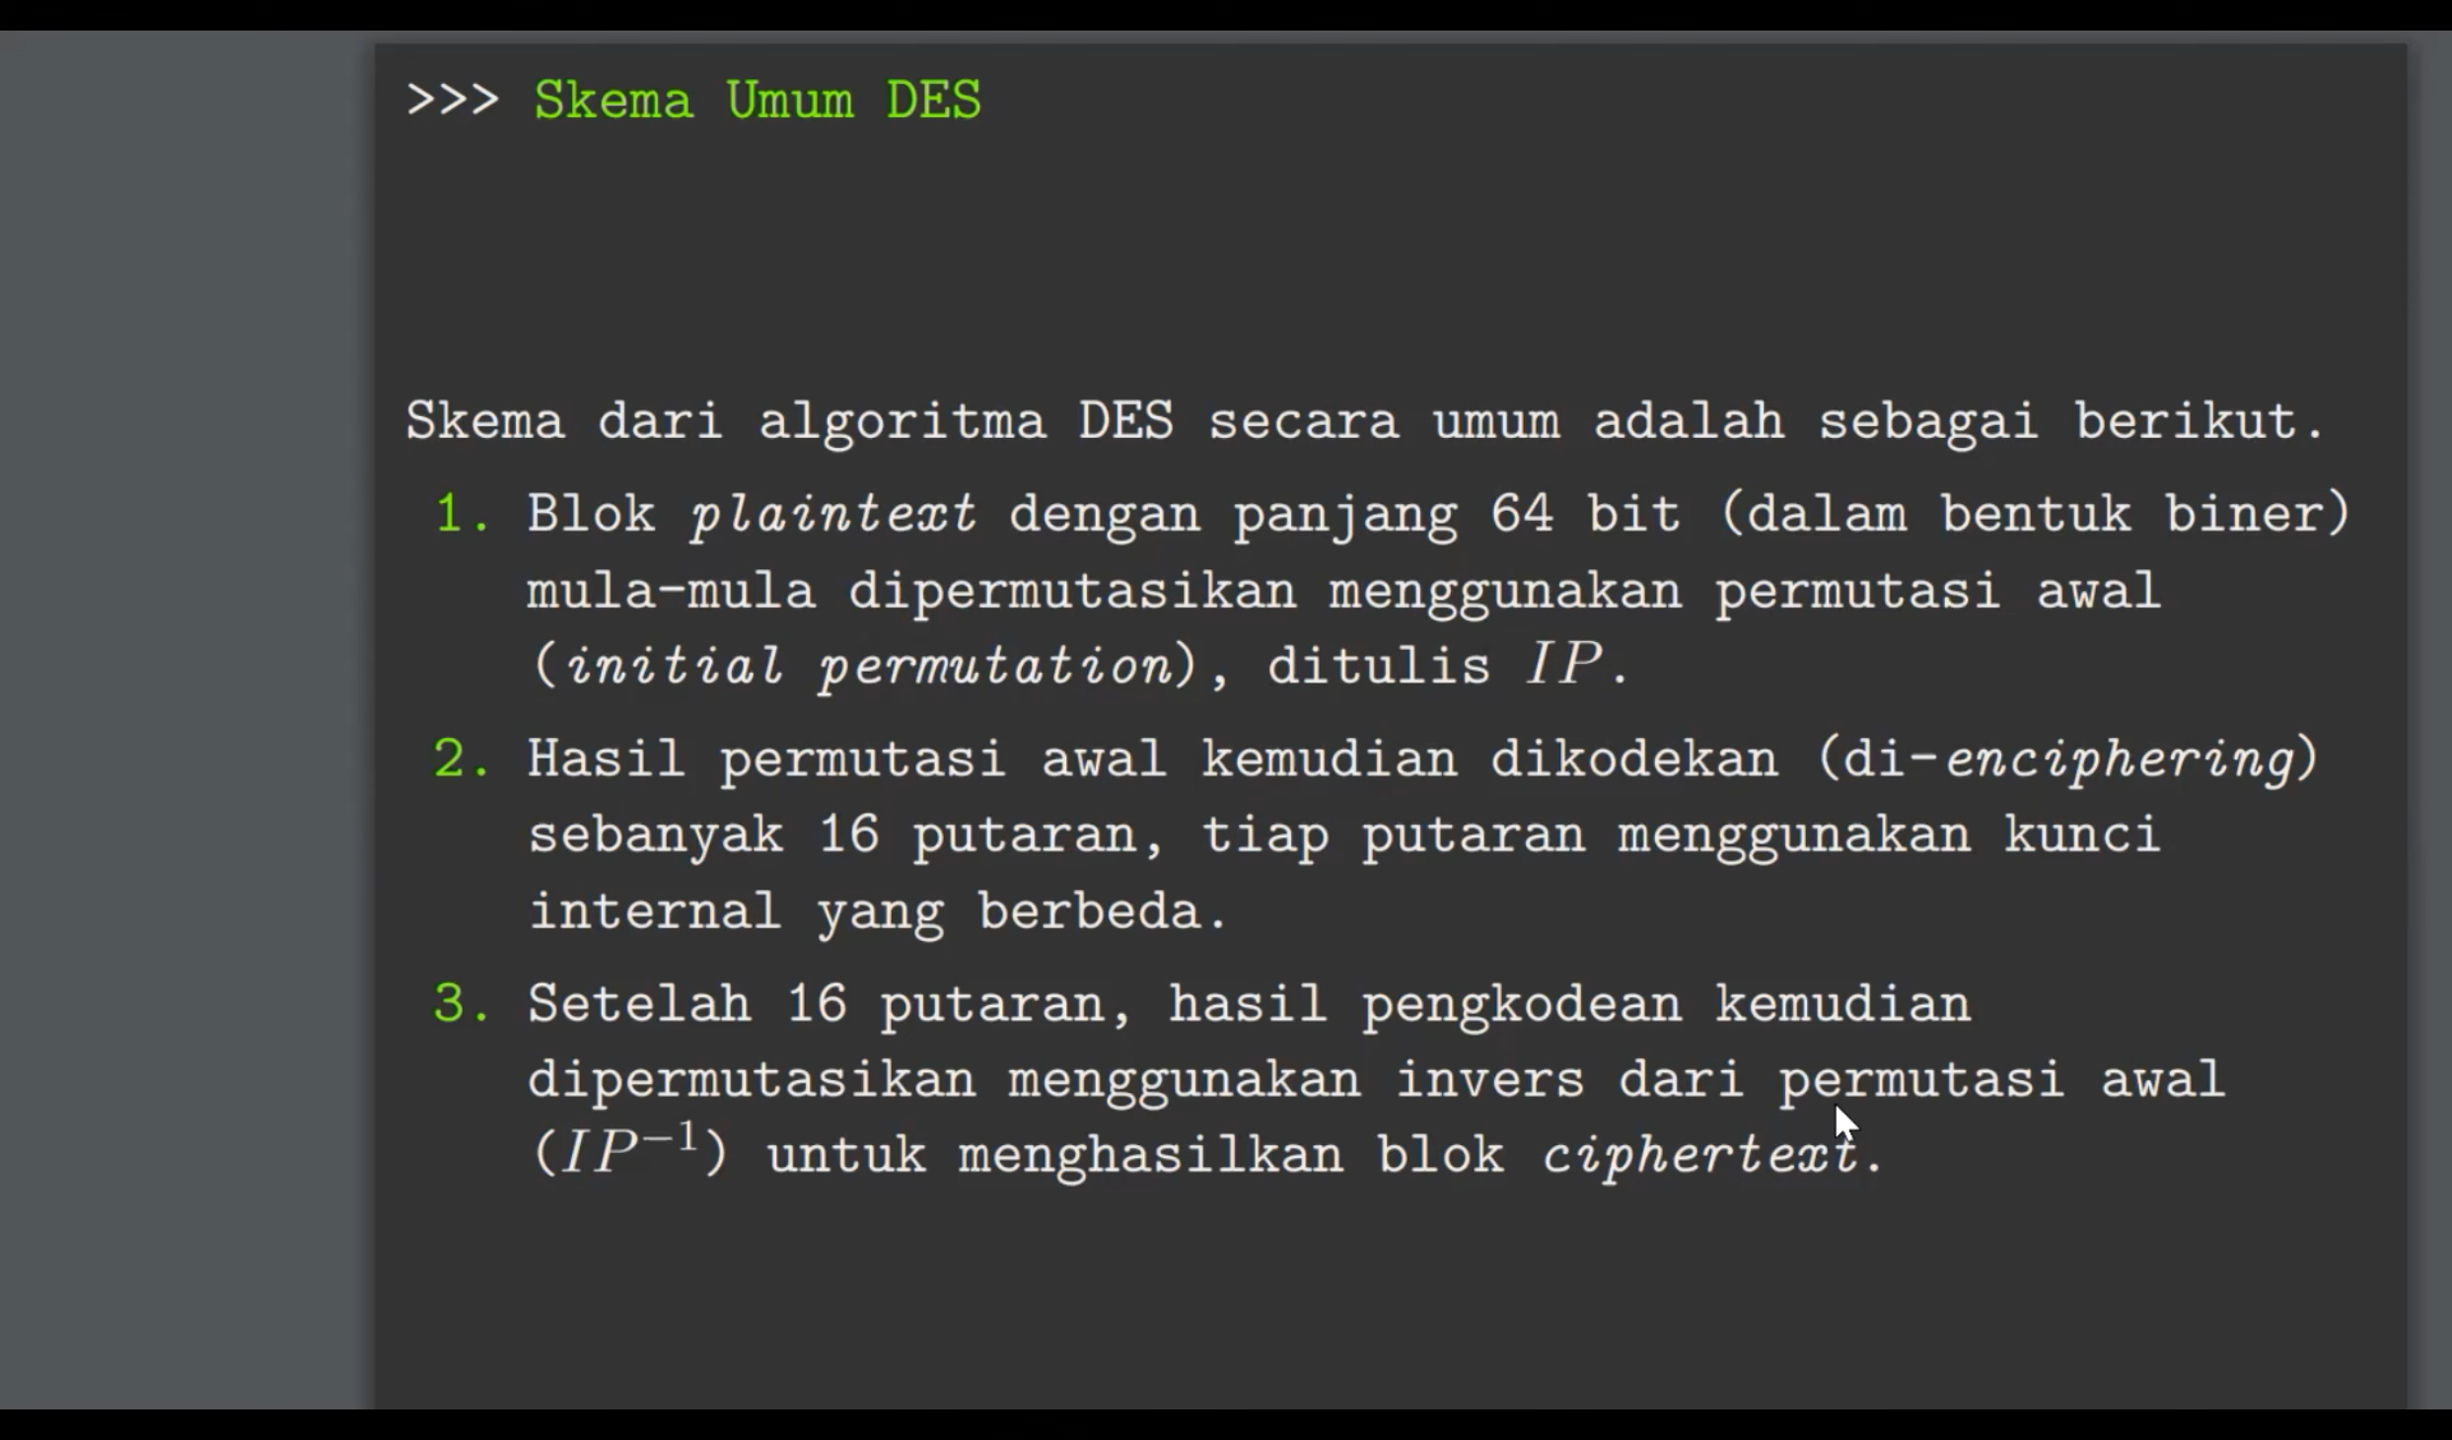 >>> Skema Umum DES
Skema dari algoritma DES secara umum adalah sebagai berikut.
1. Blok plaintext dengan panjang 64 bit (dalam bentuk biner)
mula-mula dipermutasikan menggunakan permutasi awal
(initial permutation), ditulis IP.
2. Hasil permutasi awal kemudian dikodekan (di-enciphering)
sebanyak 16 putaran, tiap putaran menggunakan kunci
internal yang berbeda.
3. Setelah 16 putaran, hasil pengkodean kemudian
dipermutasikan menggunakan invers dari permutasi awal
(IP⁻¹) untuk menghasilkan blok ciphertext.